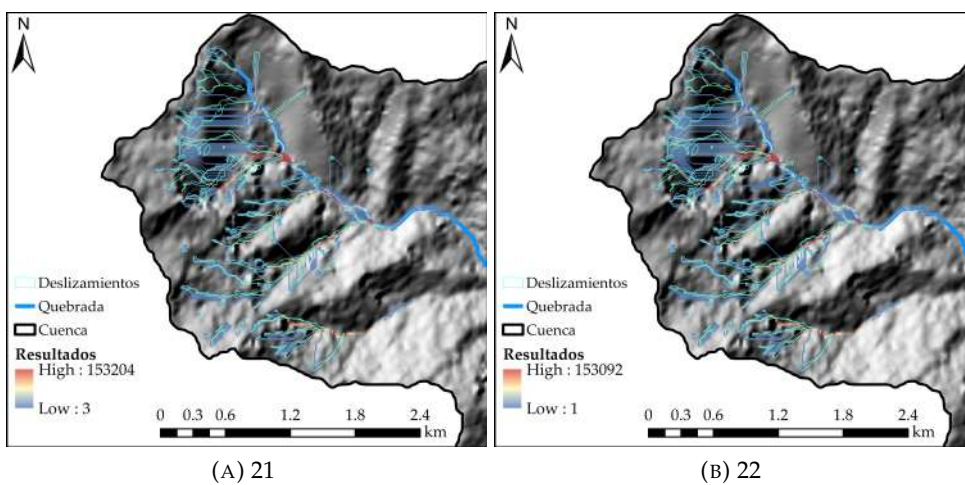 N
Deslizamientos
Quebrada
Cuenca
Resultados
High : 153204
Low : 3
0 0.3 0.6 1.2 1.8 2.4
km
(A) 21
N
Deslizamientos
Quebrada
Cuenca
Resultados
High : 153092
Low : 1
0 0.3 0.6 1.2 1.8 2.4
km
(B) 22